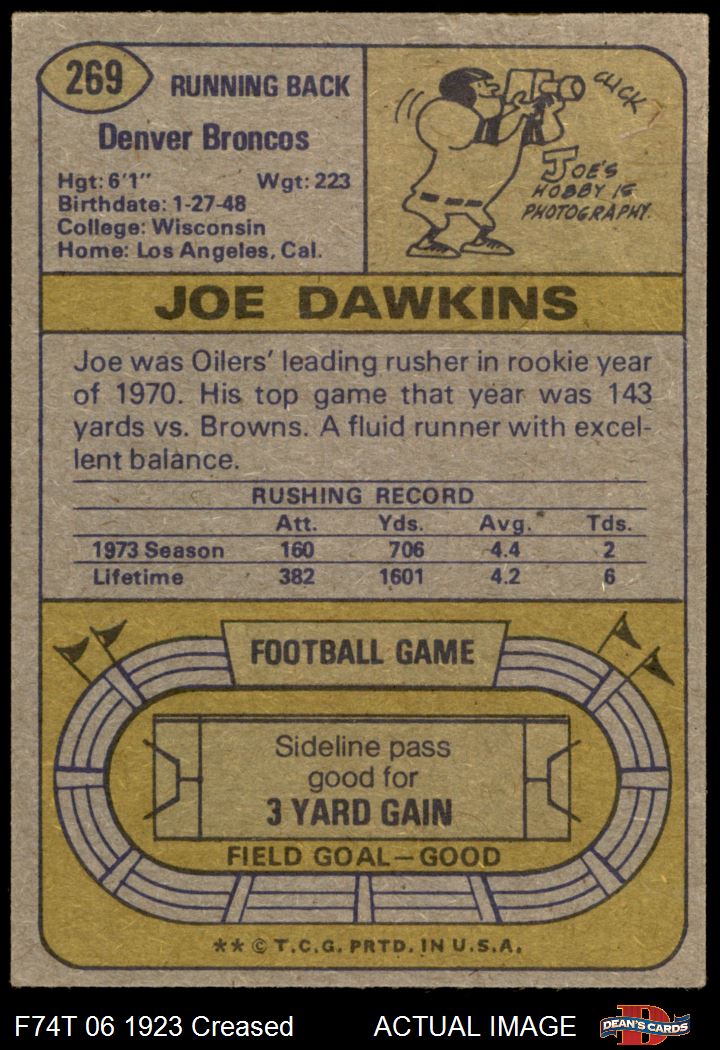 269
RUNNING BACK
Denver Broncos
Hgt: 6'1" Wgt: 223
Birthdate: 1-27-48
College: Wisconsin
Home: Los Angeles, Cal.
CLICK
JOE'S
HOBBY IS
PHOTOGRAPHY.
JOE DAWKINS
Joe was Oilers' leading rusher in rookie year
of 1970. His top game that year was 143
yards vs. Browns. A fluid runner with excel-
lent balance.
RUSHING RECORD
Att. Yds. Avg. Tds.
1973 Season 160 706 4.4 2
Lifetime 382 1601 4.2 6
FOOTBALL GAME
Sideline pass
good for
3 YARD GAIN
FIELD GOAL—GOOD
** © T.C.G. PRTD. IN U.S.A.
F74T 06 1923 Creased ACTUAL IMAGE
D
DEAN'S CARDS